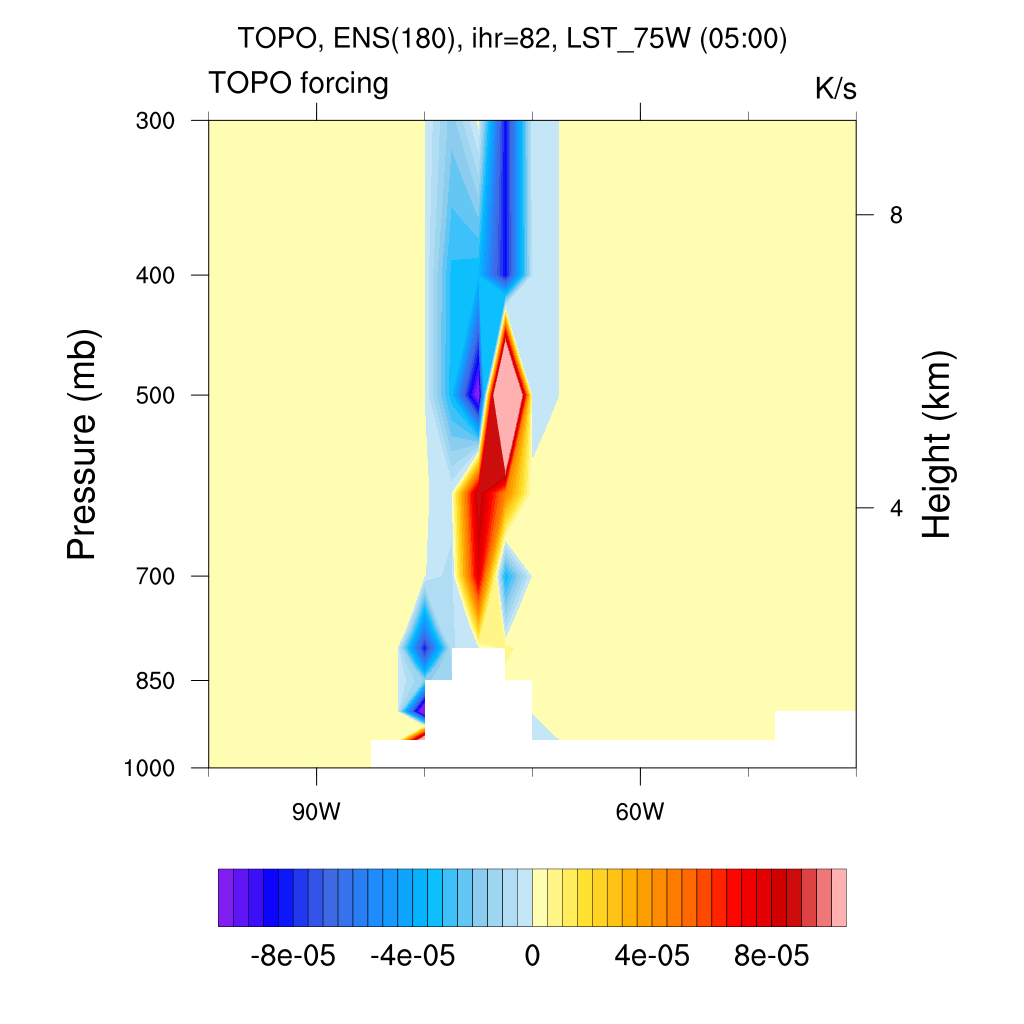 TOPO, ENS(180), ihr=82, LST_75W (05:00)
TOPO forcing K/s
300
8
400
500
4
700
850
1000
Pressure (mb)
Height (km)
90W 60W
-8e-05 -4e-05 0 4e-05 8e-05